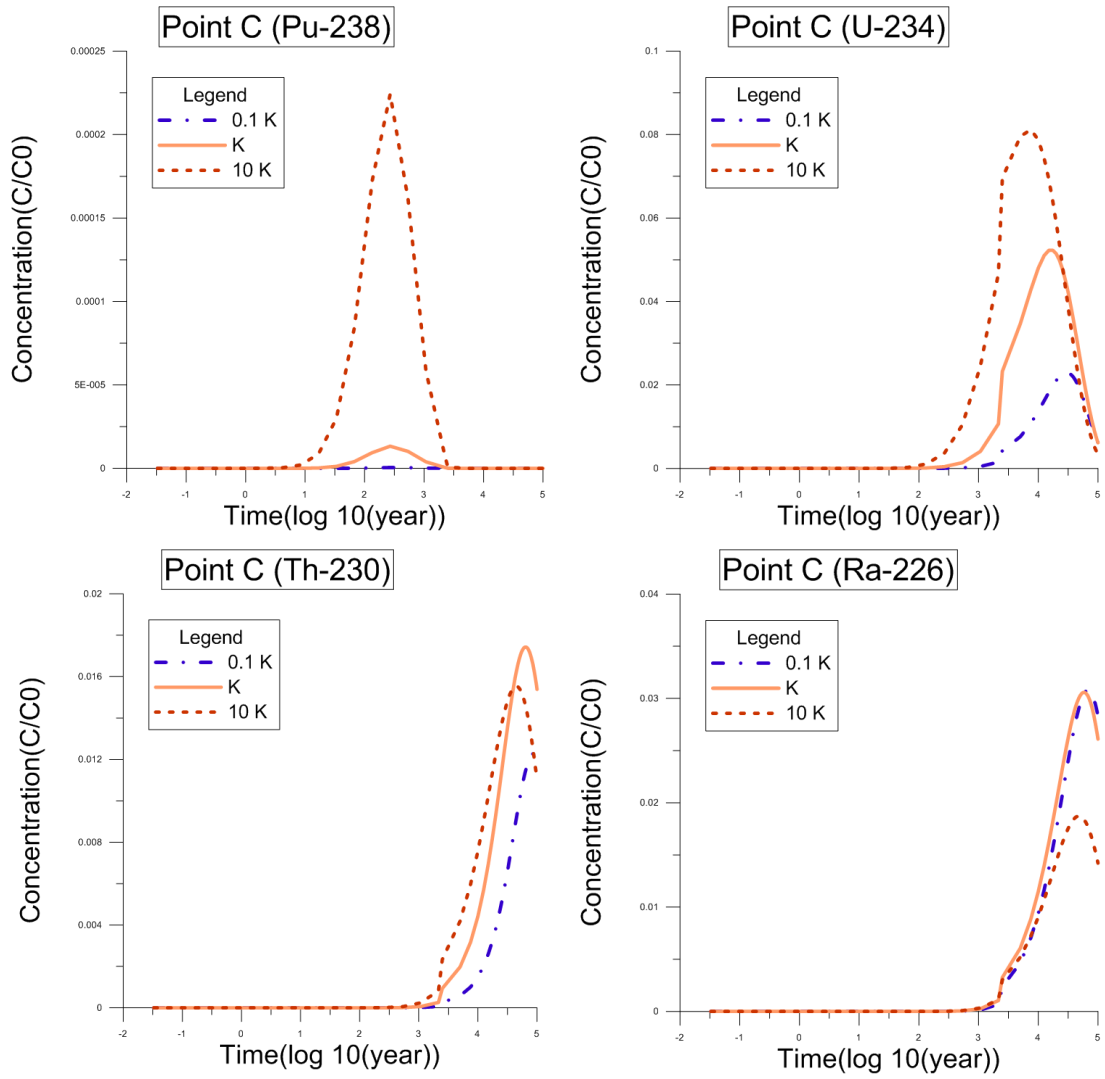 Point C (Pu-238)
0.00025
0.0002
0.00015
0.0001
5E-005
0
-2 -1 0 1 2 3 4 5
Concentration(C/C0)
Time(log 10(year))
Legend
0.1 K
K
10 K
Point C (U-234)
0.1
0.08
0.06
0.04
0.02
0
-2 -1 0 1 2 3 4 5
Concentration(C/C0)
Time(log 10(year))
Legend
0.1 K
K
10 K
Point C (Th-230)
0.02
0.016
0.012
0.008
0.004
0
-2 -1 0 1 2 3 4 5
Concentration(C/C0)
Time(log 10(year))
Legend
0.1 K
K
10 K
Point C (Ra-226)
0.04
0.03
0.02
0.01
0
-2 -1 0 1 2 3 4 5
Concentration(C/C0)
Time(log 10(year))
Legend
0.1 K
K
10 K